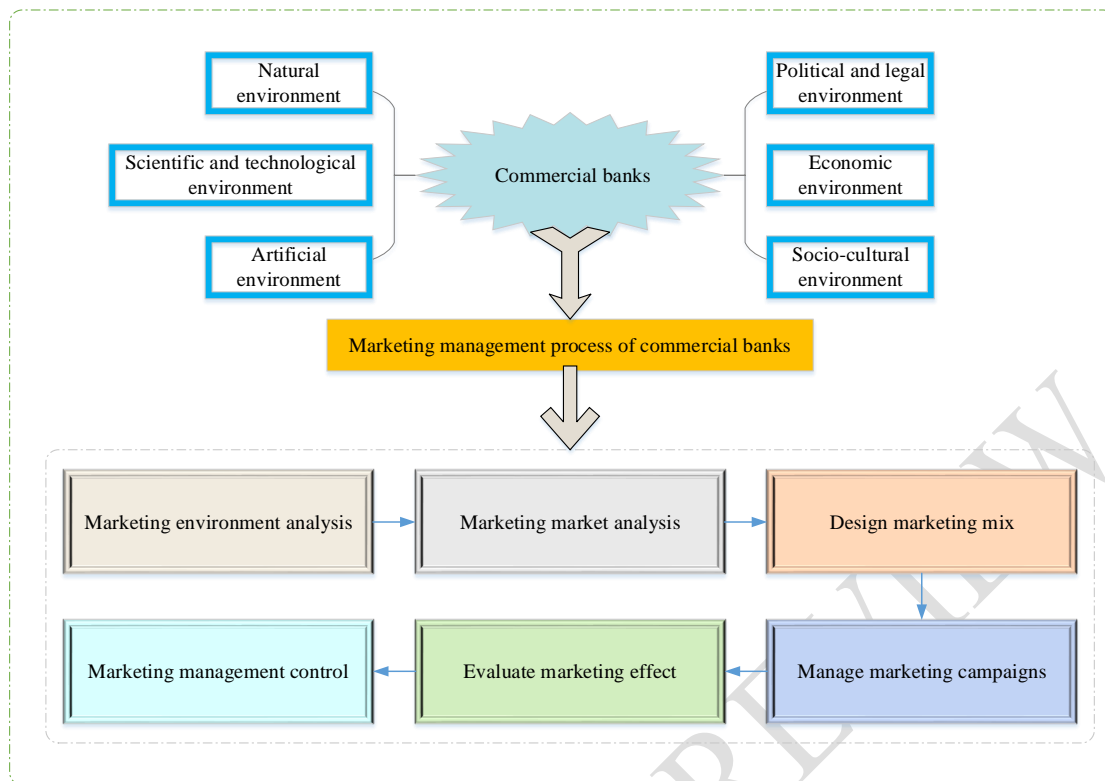 Natural
environment
Political and legal
environment
Scientific and technological
environment
Commercial banks
Economic
environment
Artificial
environment
Socio-cultural
environment
Marketing management process of commercial banks
Marketing environment analysis
Marketing market analysis
Design marketing mix
Marketing management control
Evaluate marketing effect
Manage marketing campaigns
REVIEW